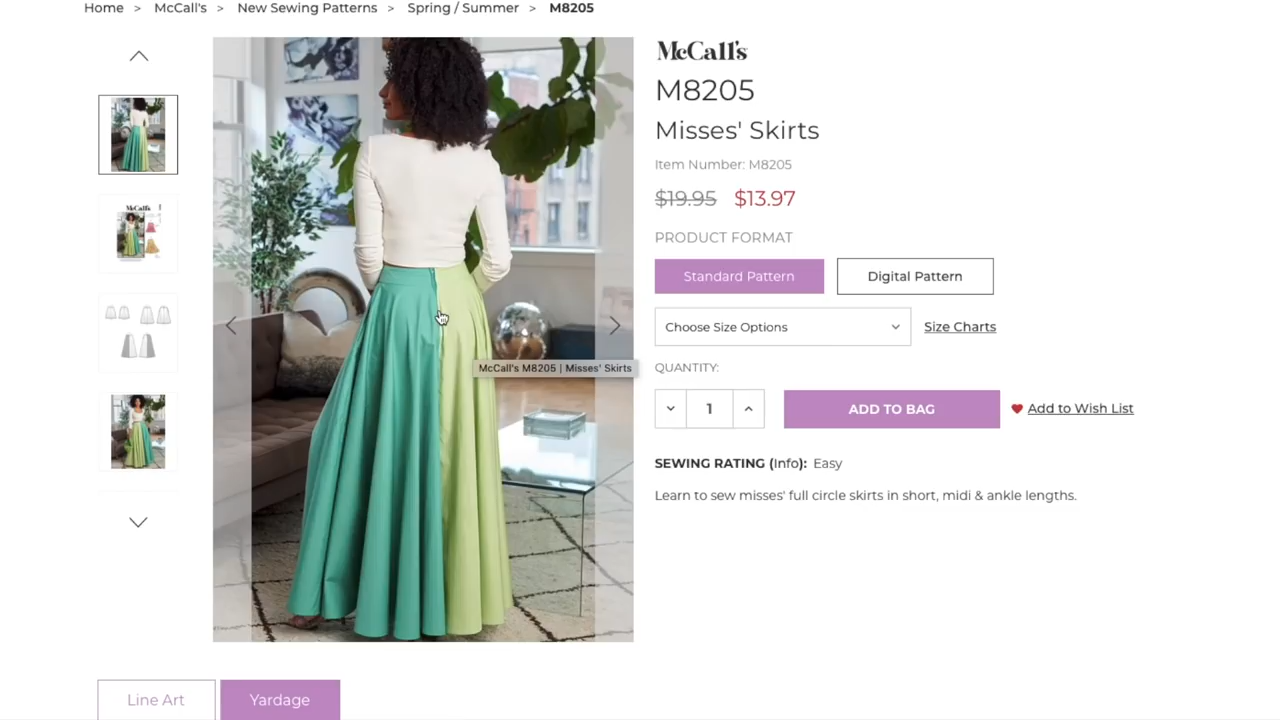 Home > McCall's > New Sewing Patterns > Spring / Summer > M8205
McCall's
McCall's
M8205
Misses' Skirts
Item Number: M8205
$19.95 $13.97
PRODUCT FORMAT
Standard Pattern Digital Pattern
Choose Size Options Size Charts
McCall's M8205 | Misses' Skirts
QUANTITY:
1 ADD TO BAG Add to Wish List
SEWING RATING (Info): Easy
Learn to sew misses' full circle skirts in short, midi & ankle lengths.
Line Art Yardage